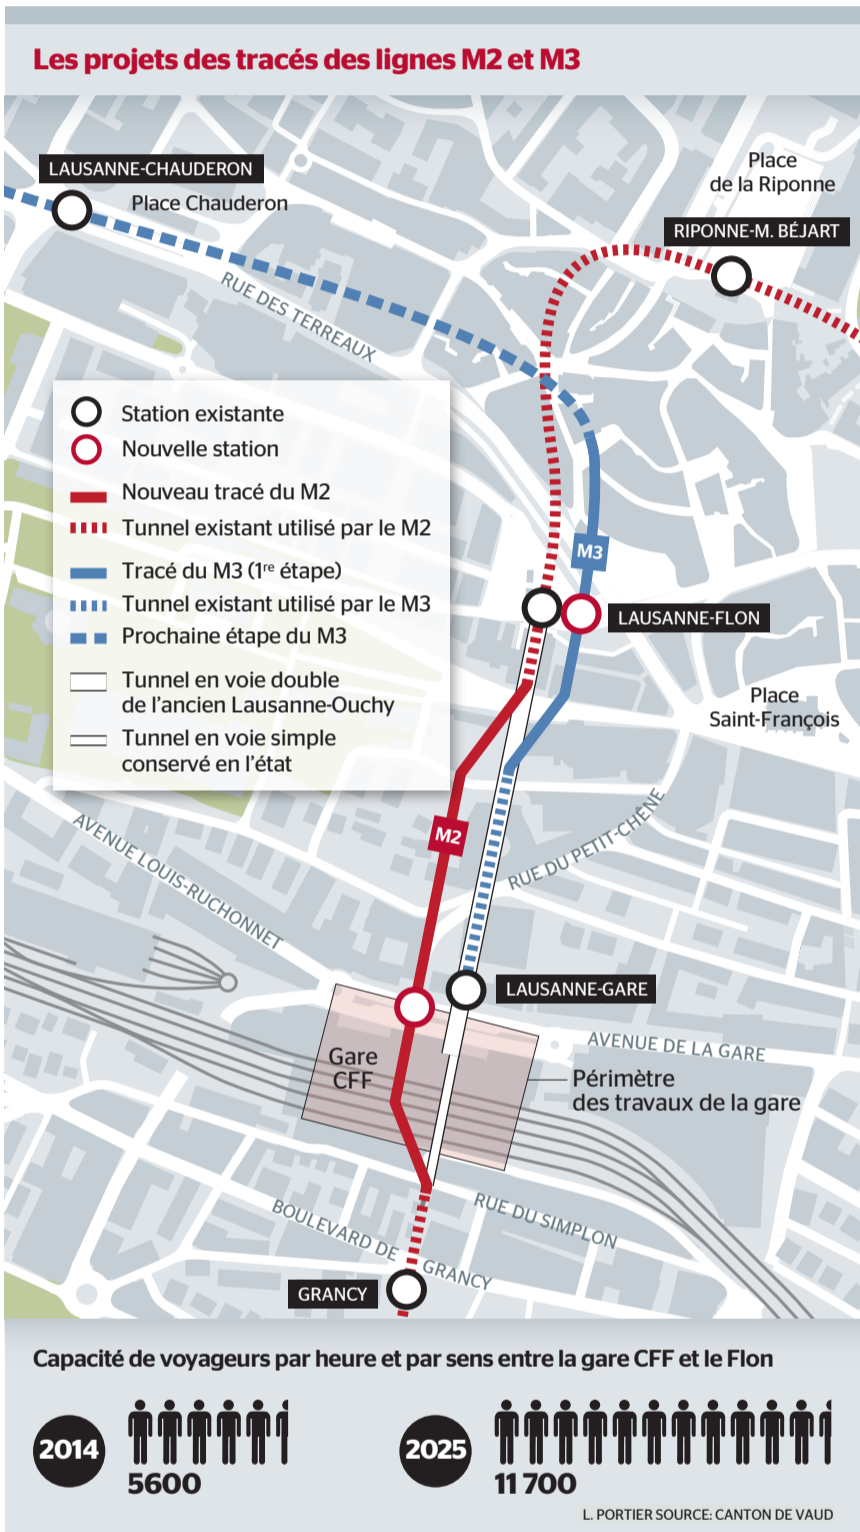 Les projets des tracés des lignes M2 et M3
LAUSANNE-CHAUDERON
Place Chauderon
Place
de la Riponne
RIPONNE-M. BÉJART
RUE DES TERREAUX
Station existante
Nouvelle station
Nouveau tracé du M2
Tunnel existant utilisé par le M2
Tracé du M3 (1re étape)
Tunnel existant utilisé par le M3
Prochaine étape du M3
Tunnel en voie double
de l'ancien Lausanne-Ouchy
Tunnel en voie simple
conservé en l'état
M3
LAUSANNE-FLON
Place
Saint-François
M2
RUE DU PETIT-CHÊNE
AVENUE LOUIS-RUCHONNET
LAUSANNE-GARE
AVENUE DE LA GARE
Gare
CFF
Périmètre
des travaux de la gare
RUE DU SIMPLON
BOULEVARD DE GRANCY
GRANCY
Capacité de voyageurs par heure et par sens entre la gare CFF et le Flon
2014
5600
2025
11 700
L. PORTIER SOURCE: CANTON DE VAUD